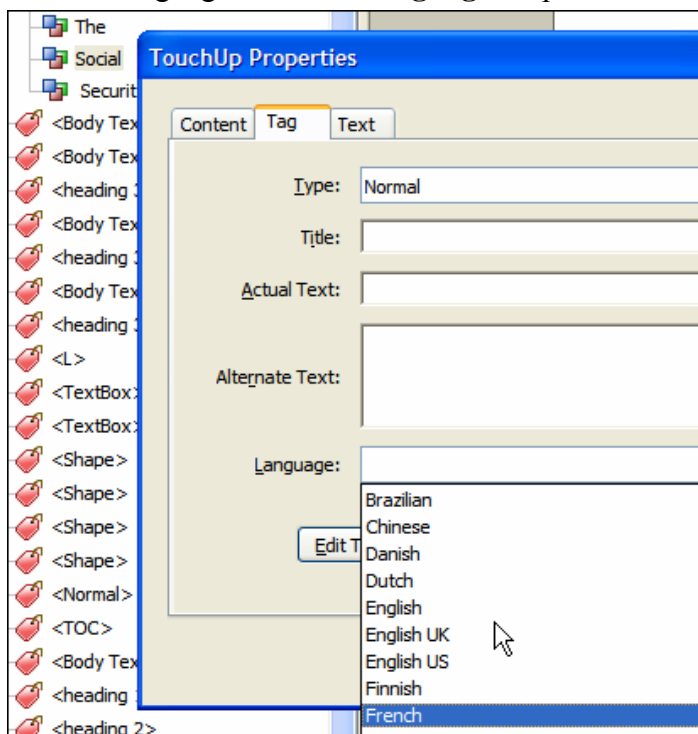 The
Social
Securit
<Body Tex
<Body Tex
<heading
<Body Tex
<heading
<Body Tex
<heading
<L>
<TextBox>
<TextBox>
<Shape>
<Shape>
<Shape>
<Shape>
<Normal>
<TOC>
<Body Tex
<heading
<heading 2>
TouchUp Properties
Content Tag Text
Type: Normal
Title:
Actual Text:
Alternate Text:
Language:
Edit T
Brazilian
Chinese
Danish
Dutch
English
English UK
English US
Finnish
French